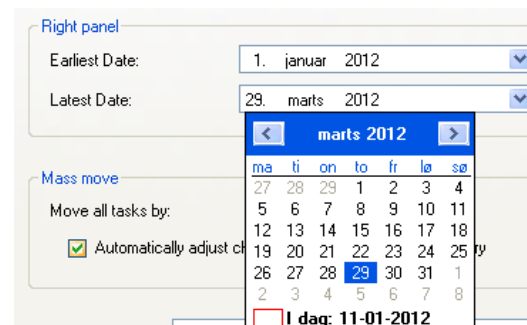 Right panel
Earliest Date: 1. januar 2012
Latest Date: 29. marts 2012
marts 2012
ma ti on to fr lø sø
27 28 29 1 2 3 4
Mass move
5 6 7 8 9 10 11
Move all tasks by:
12 13 14 15 16 17 18
Automatically adjust 19 20 21 22 23 24 25
26 27 28 29 30 31 1
2 3 4 5 6 7 8
I dag: 11-01-2012